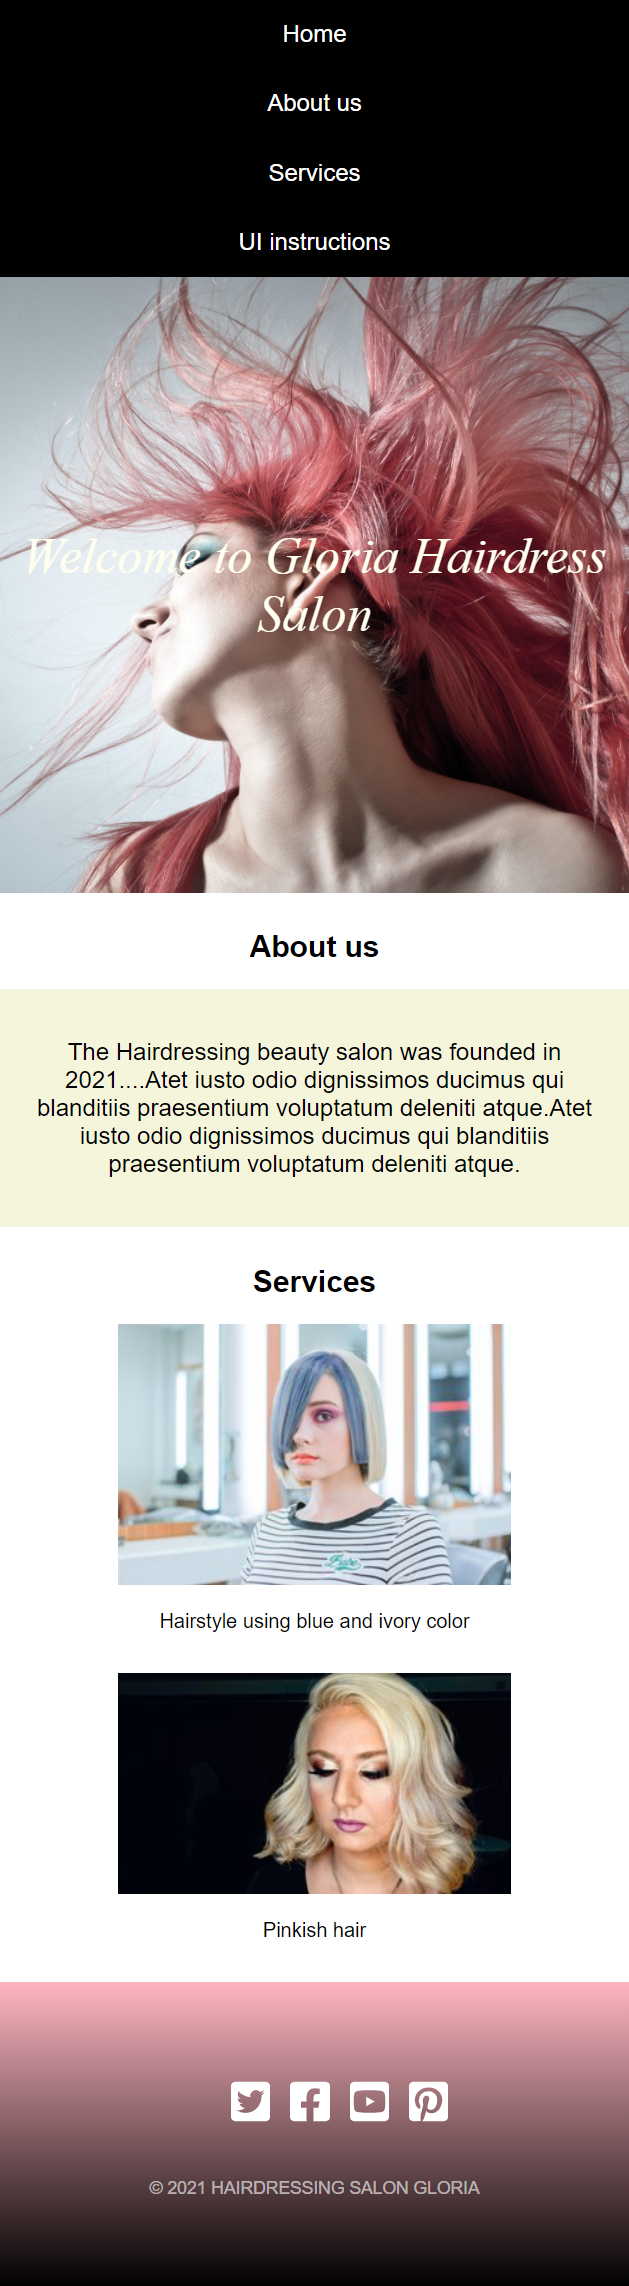 Home
About us
Services
UI instructions
Welcome to Gloria Hairdress
Salon
About us
The Hairdressing beauty salon was founded in
2021....Atet iusto odio dignissimos ducimus qui
blanditiis praesentium voluptatum deleniti atque.Atet
iusto odio dignissimos ducimus qui blanditiis
praesentium voluptatum deleniti atque.
Services
Babe
Hairstyle using blue and ivory color
Pinkish hair
© 2021 HAIRDRESSING SALON GLORIA